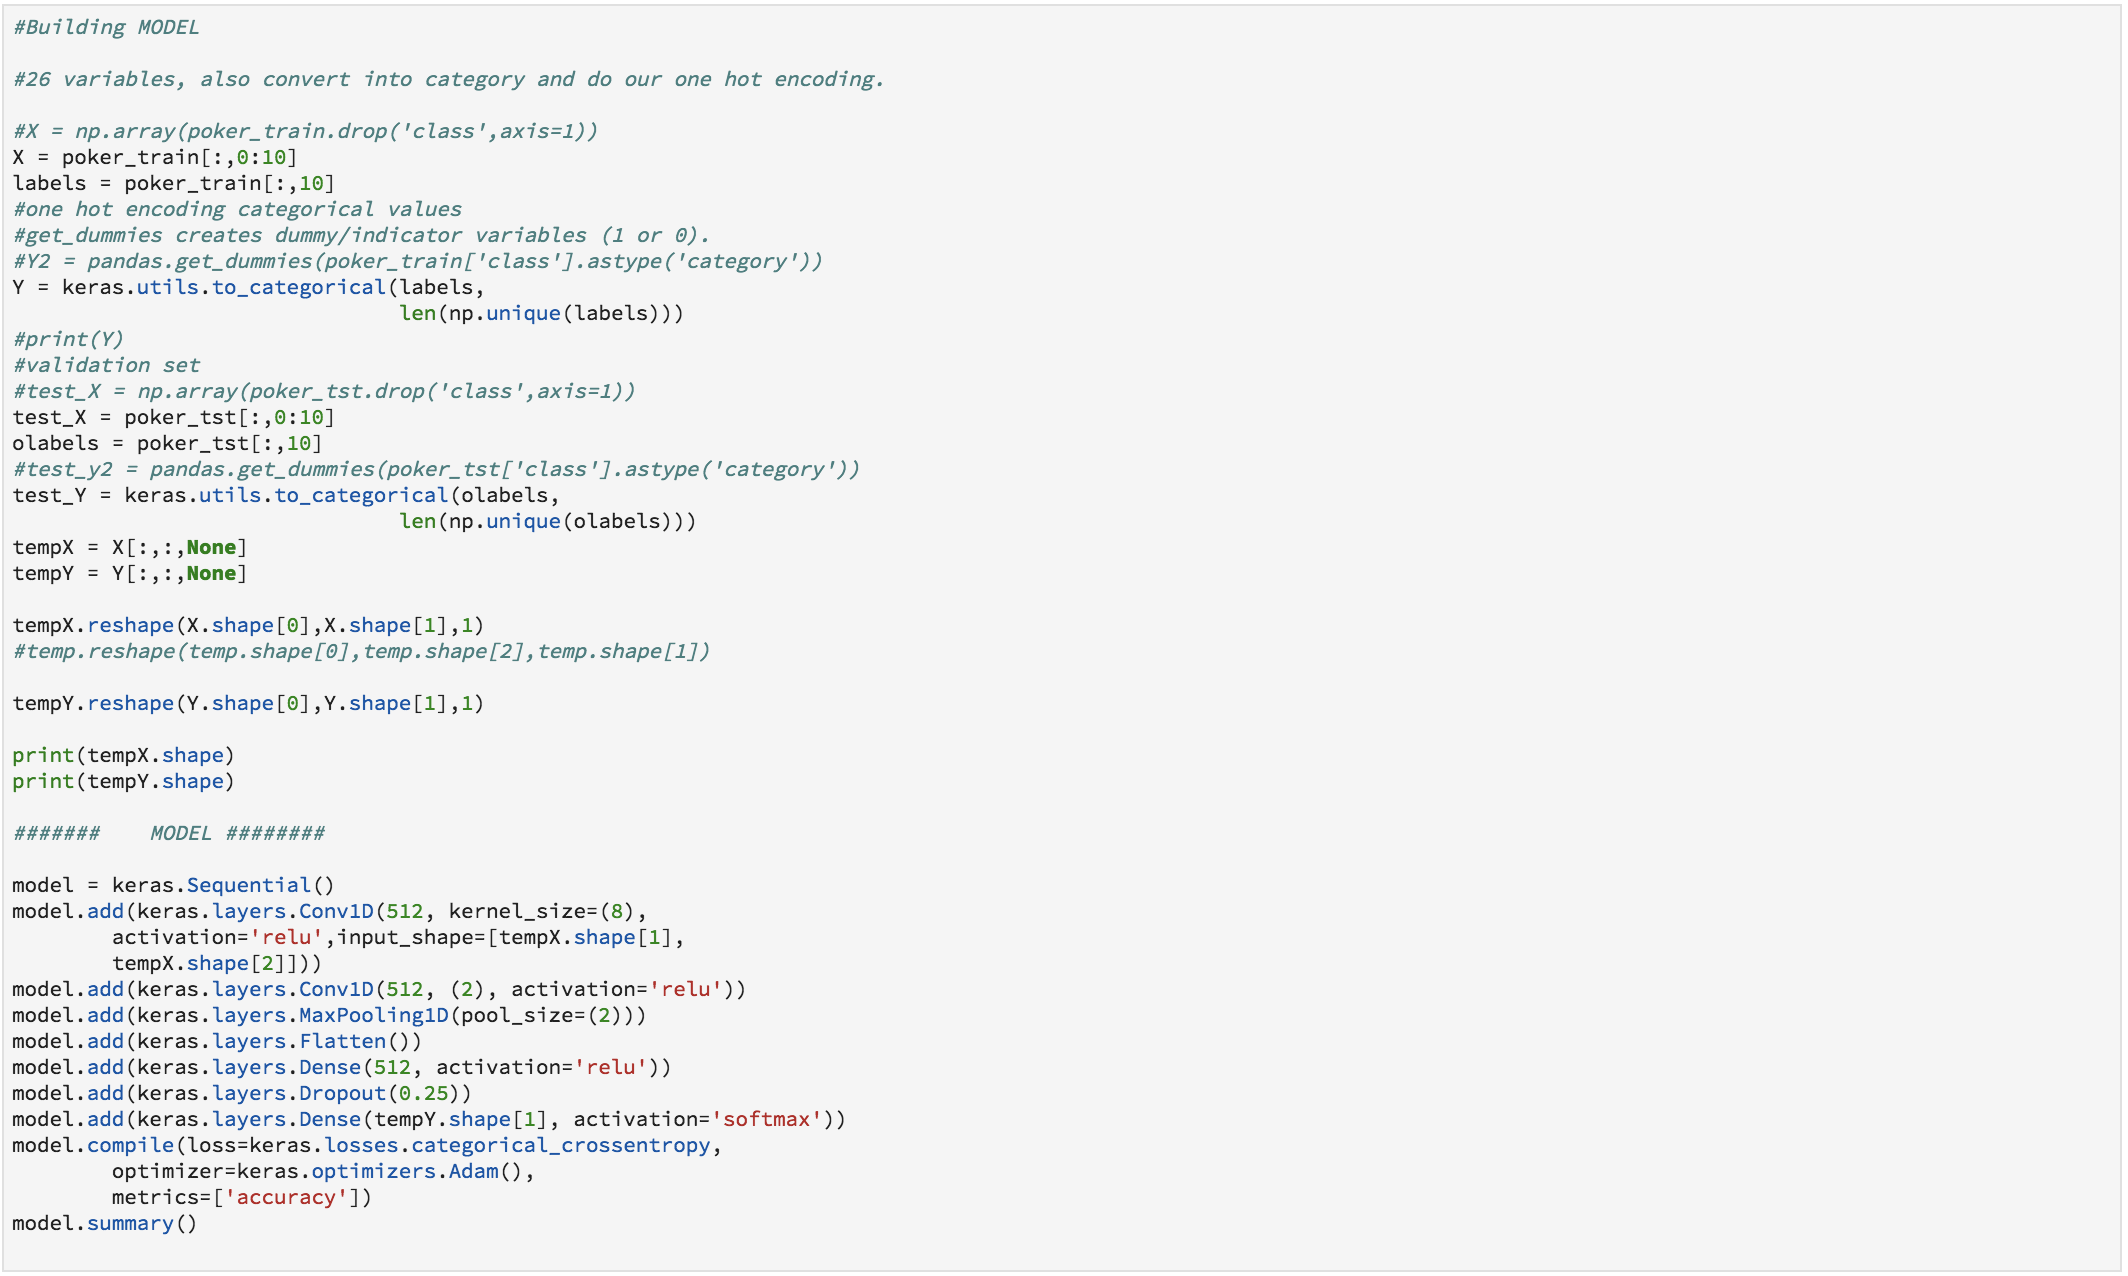 #Building MODEL
#26 variables, also convert into category and do our one hot encoding.
#X = np.array(poker_train.drop('class',axis=1))
X = poker_train[:,0:10]
labels = poker_train[:,10]
#one hot encoding categorical values
#get_dummies creates dummy/indicator variables (1 or 0).
#Y2 = pandas.get_dummies(poker_train['class'].astype('category'))
Y = keras.utils.to_categorical(labels,
                               len(np.unique(labels)))
#print(Y)
#validation set
#test_X = np.array(poker_tst.drop('class',axis=1))
test_X = poker_tst[:,0:10]
olabels = poker_tst[:,10]
#test_y2 = pandas.get_dummies(poker_tst['class'].astype('category'))
test_Y = keras.utils.to_categorical(olabels,
                               len(np.unique(olabels)))
tempX = X[:,:,None]
tempY = Y[:,:,None]
tempX.reshape(X.shape[0],X.shape[1],1)
#temp.reshape(temp.shape[0],temp.shape[2],temp.shape[1])
tempY.reshape(Y.shape[0],Y.shape[1],1)
print(tempX.shape)
print(tempY.shape)
#######    MODEL ########
model = keras.Sequential()
model.add(keras.layers.Conv1D(512, kernel_size=(8),
        activation='relu',input_shape=[tempX.shape[1],
        tempX.shape[2]]))
model.add(keras.layers.Conv1D(512, (2), activation='relu'))
model.add(keras.layers.MaxPooling1D(pool_size=(2)))
model.add(keras.layers.Flatten())
model.add(keras.layers.Dense(512, activation='relu'))
model.add(keras.layers.Dropout(0.25))
model.add(keras.layers.Dense(tempY.shape[1], activation='softmax'))
model.compile(loss=keras.losses.categorical_crossentropy,
        optimizer=keras.optimizers.Adam(),
        metrics=['accuracy'])
model.summary()